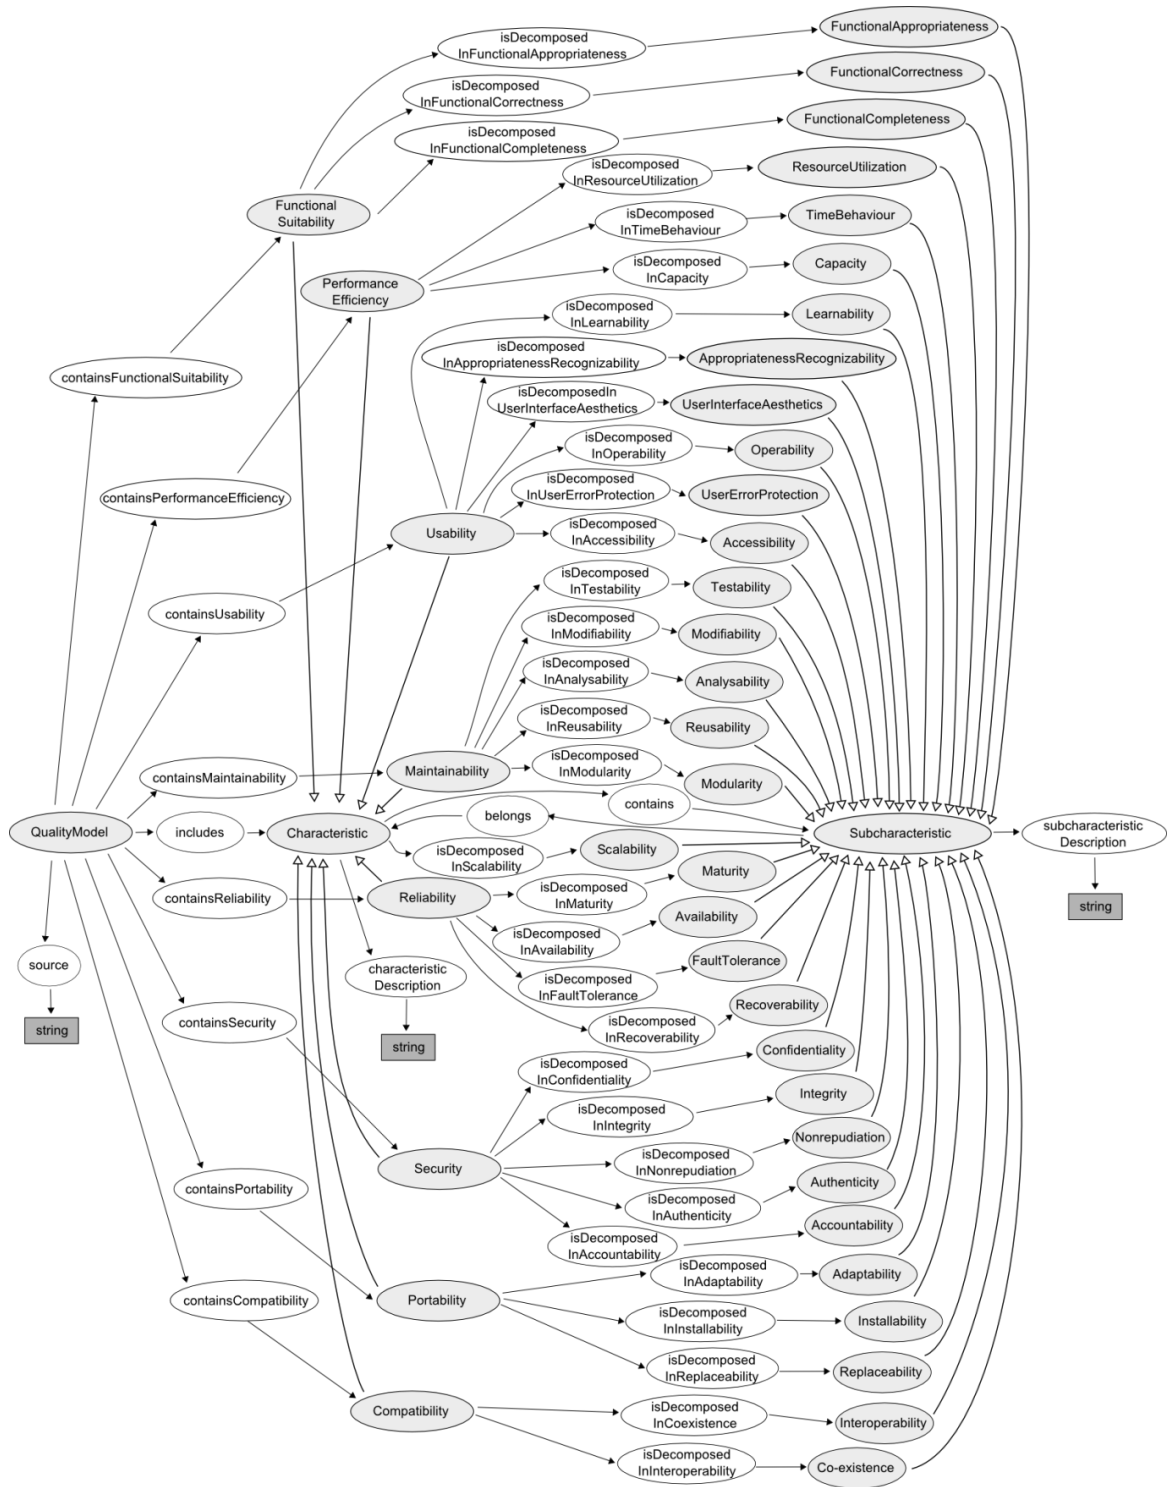 isDecomposed
InFunctionalAppropriateness
FunctionalAppropriateness
isDecomposed
InFunctionalCorrectness
FunctionalCorrectness
isDecomposed
InFunctionalCompleteness
FunctionalCompleteness
isDecomposed
InResourceUtilization
ResourceUtilization
Functional
Suitability
isDecomposed
InTimeBehaviour
TimeBehaviour
isDecomposed
InCapacity
Capacity
Performance
Efficiency
isDecomposed
InLearnability
Learnability
isDecomposed
InAppropriatenessRecognizability
AppropriatenessRecognizability
containsFunctionalSuitability
isDecomposedIn
UserInterfaceAesthetics
UserInterfaceAesthetics
isDecomposed
InOperability
Operability
containsPerformanceEfficiency
isDecomposed
InUserErrorProtection
UserErrorProtection
Usability
isDecomposed
InAccessibility
Accessibility
isDecomposed
InTestability
Testability
containsUsability
isDecomposed
InModifiability
Modifiability
isDecomposed
InAnalysability
Analysability
isDecomposed
InReusability
Reusability
containsMaintainability
Maintainability
isDecomposed
InModularity
Modularity
contains
belongs
QualityModel
includes
Characteristic
Subcharacteristic
subcharacteristic
Description
string
isDecomposed
InScalability
Scalability
containsReliability
Reliability
isDecomposed
InMaturity
Maturity
isDecomposed
InAvailability
Availability
source
string
characteristic
Description
string
isDecomposed
InFaultTolerance
FaultTolerance
containsSecurity
isDecomposed
InRecoverability
Recoverability
isDecomposed
InConfidentiality
Confidentiality
isDecomposed
InIntegrity
Integrity
Security
isDecomposed
InNonrepudiation
Nonrepudiation
containsPortability
isDecomposed
InAuthenticity
Authenticity
isDecomposed
InAccountability
Accountability
isDecomposed
InAdaptability
Adaptability
containsCompatibility
Portability
isDecomposed
InInstallability
Installability
isDecomposed
InReplaceability
Replaceability
Compatibility
isDecomposed
InCoexistence
Interoperability
isDecomposed
InInteroperability
Co-existence